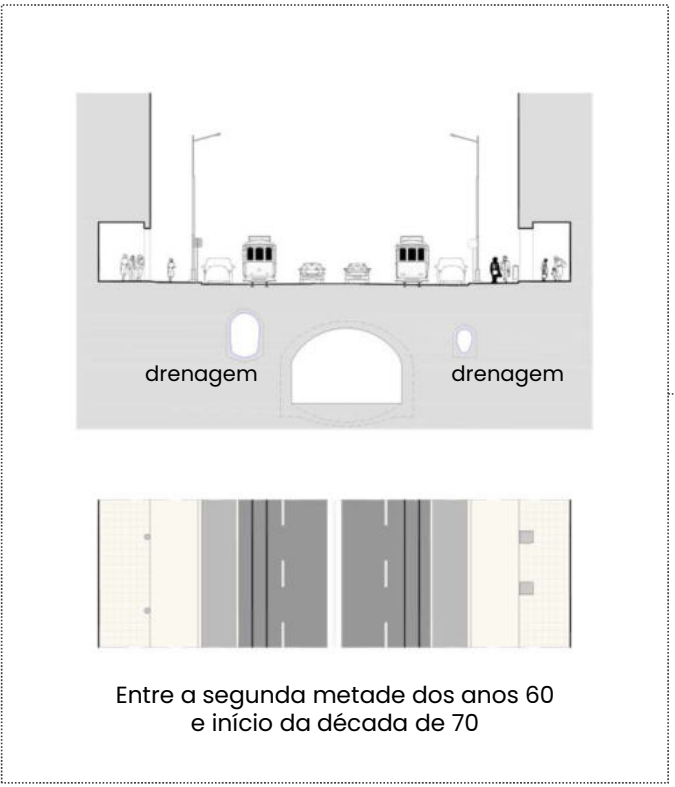 drenagem
drenagem
Entre a segunda metade dos anos 60
e início da década de 70